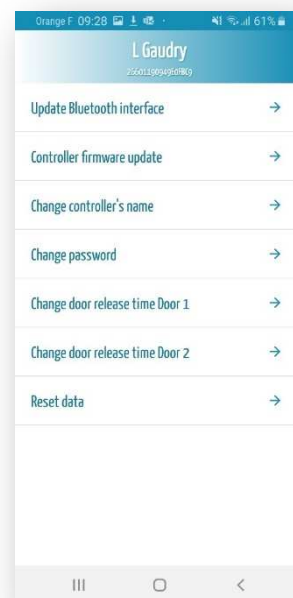 Orange F 09:28
61%
L Gaudry
Update Bluetooth interface
Controller firmware update
Change controller's name
Change password
Change door release time Door 1
Change door release time Door 2
Reset data